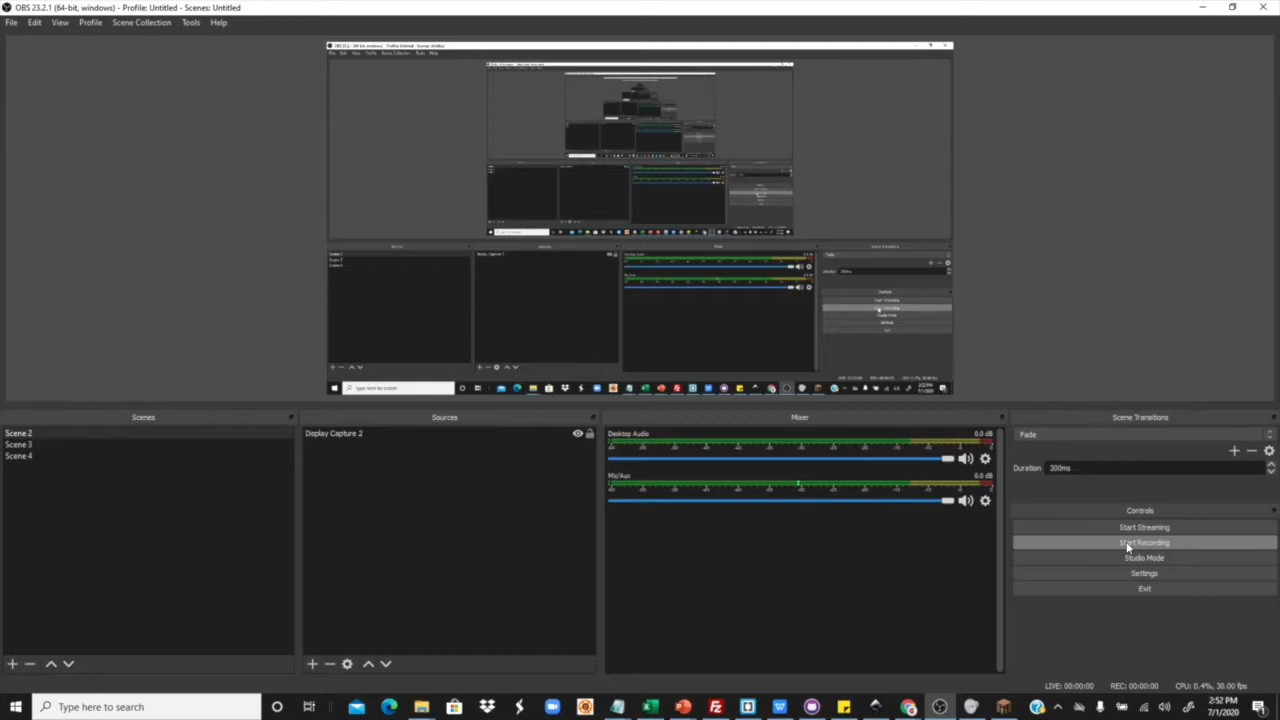 OBS 23.2.1 (64-bit, windows) - Profile: Untitled - Scenes: Untitled
File Edit View Profile Scene Collection Tools Help
Scenes
Sources
Mixer
Scene Transitions
Scene 2
Scene 3
Scene 4
Display Capture 2
Desktop Audio 0.0 dB
Mic/Aux 0.0 dB
Fade
Duration 300ms
Controls
Start Streaming
Start Recording
Studio Mode
Settings
Exit
LIVE: 00:00:00 REC: 00:00:00 CPU: 0.4%, 30.00 fps
Type here to search
2:52 PM
7/1/2020